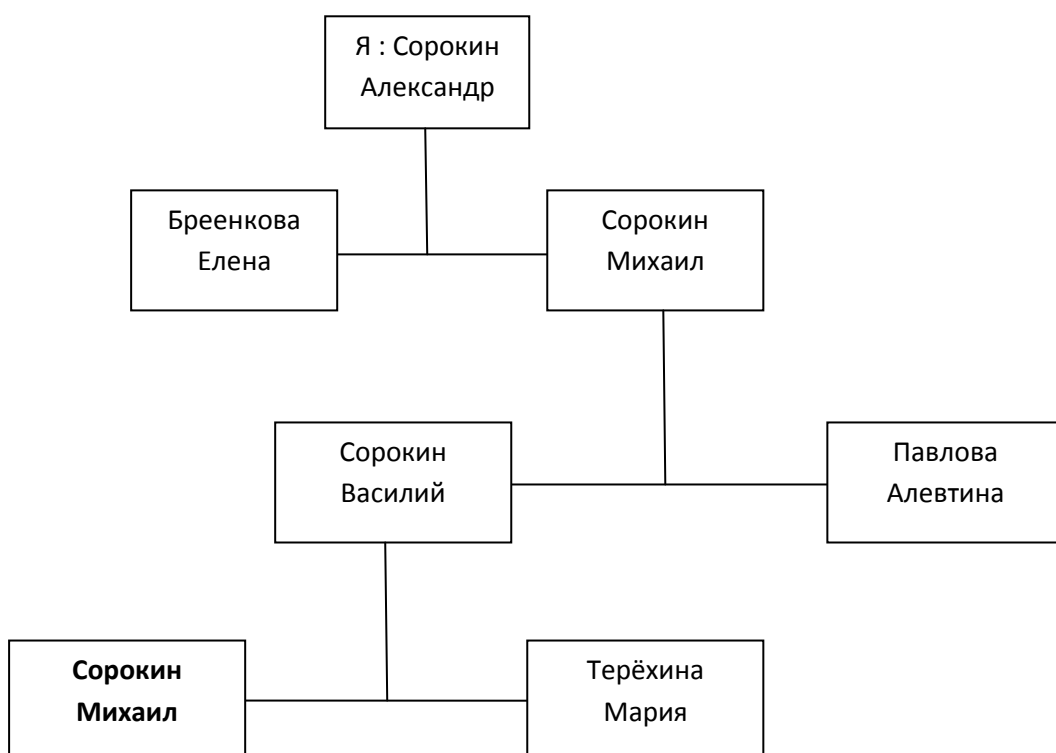 Я : Сорокин
Александр
Бреенкова
Елена
Сорокин
Михаил
Сорокин
Василий
Павлова
Алевтина
Сорокин
Михаил
Терёхина
Мария